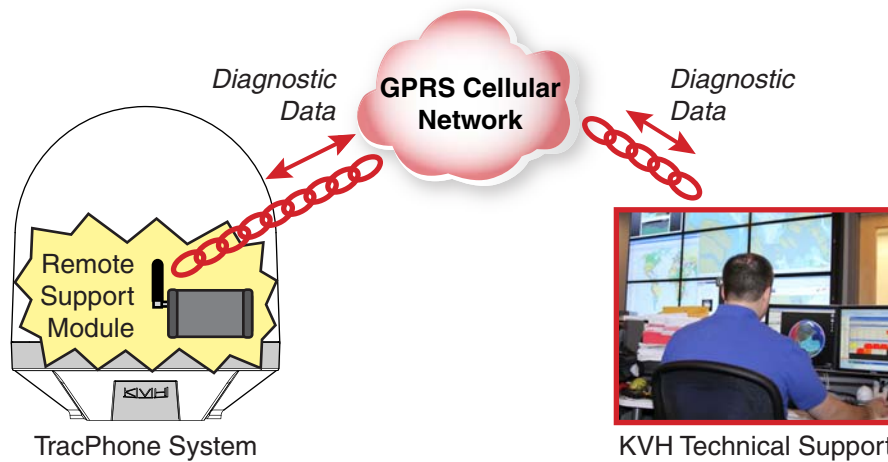 Diagnostic
Data
GPRS Cellular
Network
Diagnostic
Data
Remote
Support
Module
KVH
TracPhone System
KVH Technical Support